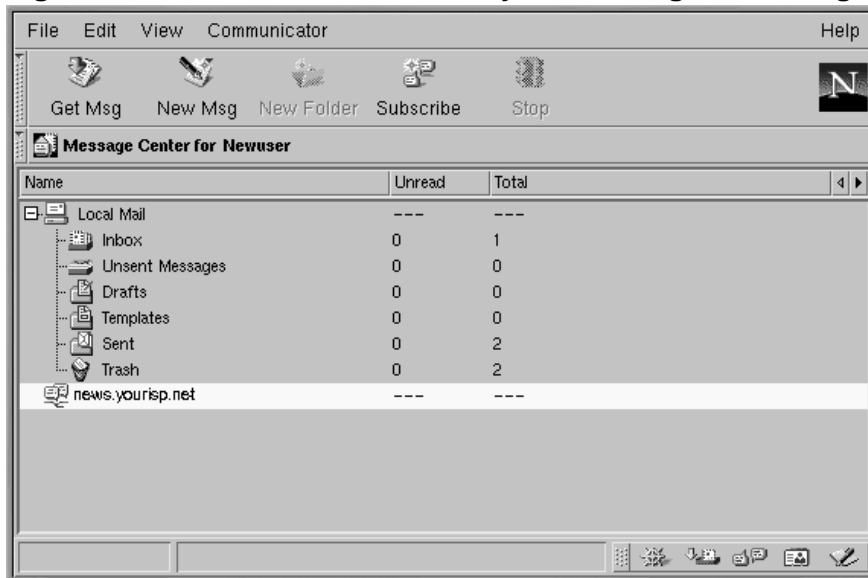 File Edit View Communicator Help
Get Msg New Msg New Folder Subscribe Stop
N
Message Center for Newuser
Name Unread Total
Local Mail --- ---
Inbox 0 1
Unsent Messages 0 0
Drafts 0 0
Templates 0 0
Sent 0 2
Trash 0 2
news.yourisp.net --- ---